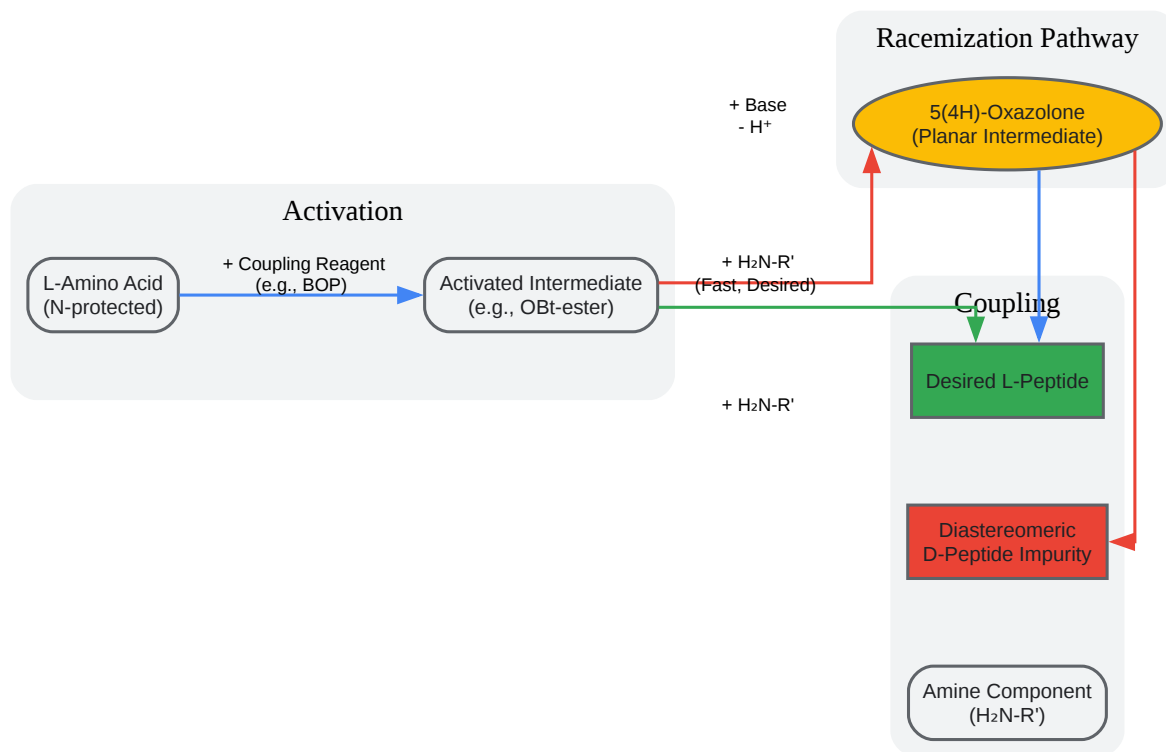 Racemization Pathway
5(4H)-Oxazolone
(Planar Intermediate)
+ Base
- H⁺
Activation
L-Amino Acid
(N-protected)
+ Coupling Reagent
(e.g., BOP)
Activated Intermediate
(e.g., OBt-ester)
+ H₂N-R'
(Fast, Desired)
Coupling
Desired L-Peptide
+ H₂N-R'
Diastereomeric
D-Peptide Impurity
Amine Component
(H₂N-R')